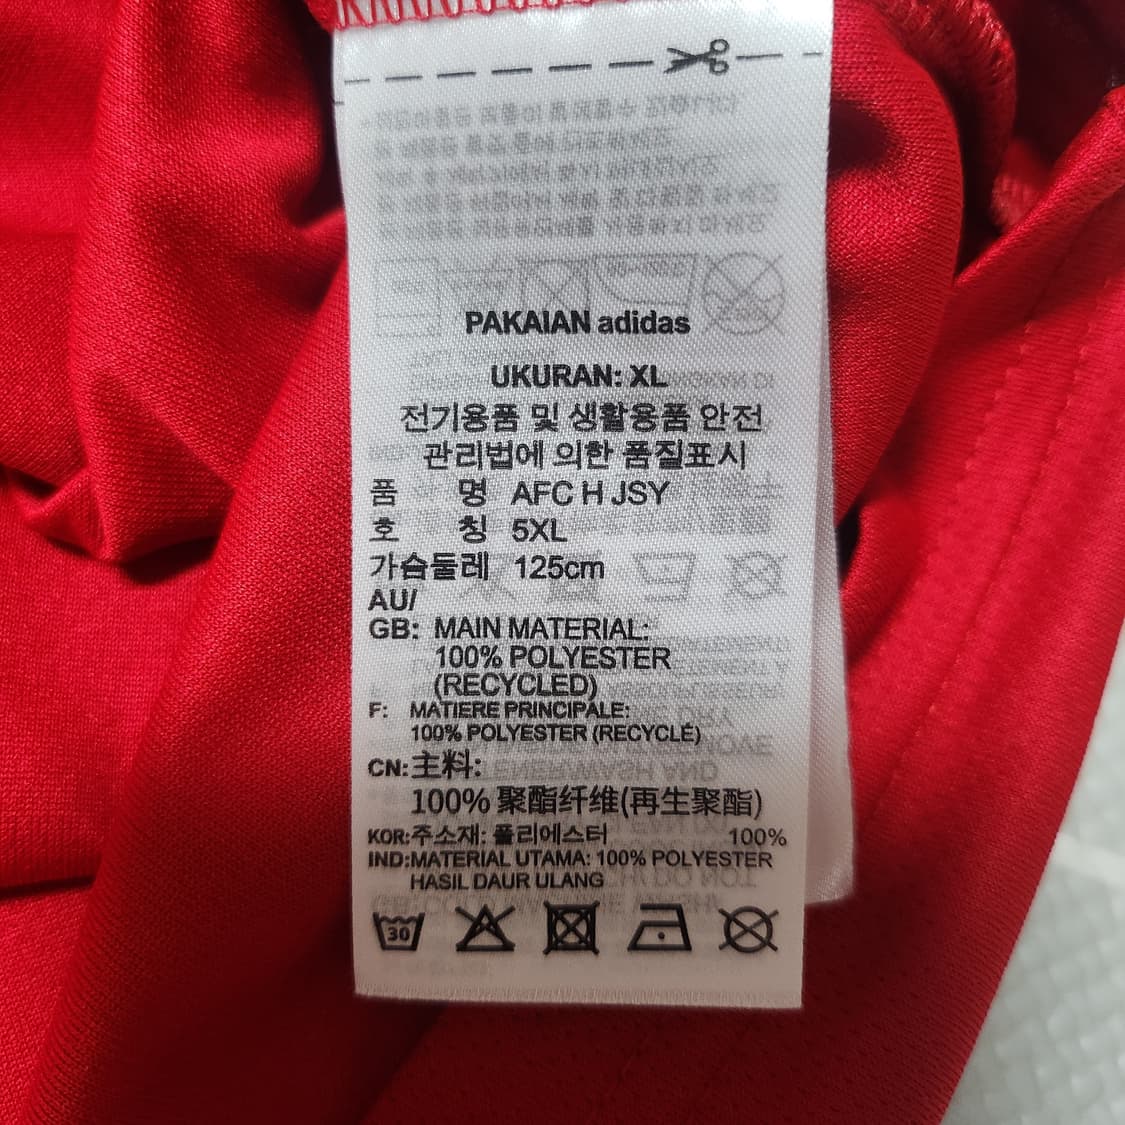 PAKAIAN adidas
UKURAN: XL
전기용품 및 생활용품 안전
관리법에 의한 품질표시
품 명 AFC H JSY
호 칭 5XL
가슴둘레 125cm
AU/
GB: MAIN MATERIAL:
100% POLYESTER
(RECYCLED)
F: MATIERE PRINCIPALE:
100% POLYESTER (RECYCLÉ)
CN:主料:
100% 聚酯纤维(再生聚酯)
KOR:주소재: 폴리에스터 100%
IND:MATERIAL UTAMA: 100% POLYESTER
HASIL DAUR ULANG
30